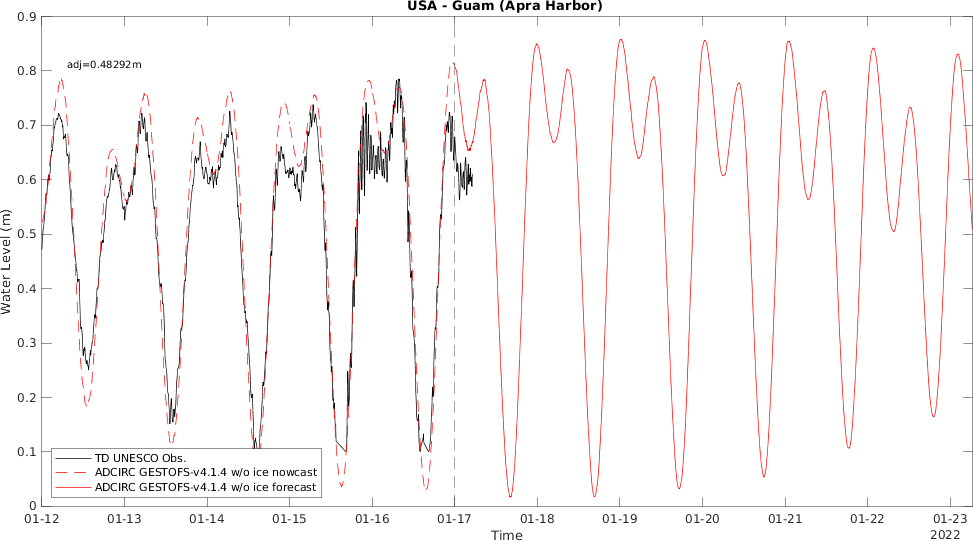 USA - Guam (Apra Harbor)
adj=0.48292m
Water Level (m)
0.9
0.8
0.7
0.6
0.5
0.4
0.3
0.2
0.1
0
TD UNESCO Obs.
ADCIRC GESTOFS-v4.1.4 w/o ice nowcast
ADCIRC GESTOFS-v4.1.4 w/o ice forecast
01-12 01-13 01-14 01-15 01-16 01-17 01-18 01-19 01-20 01-21 01-22 01-23
2022
Time